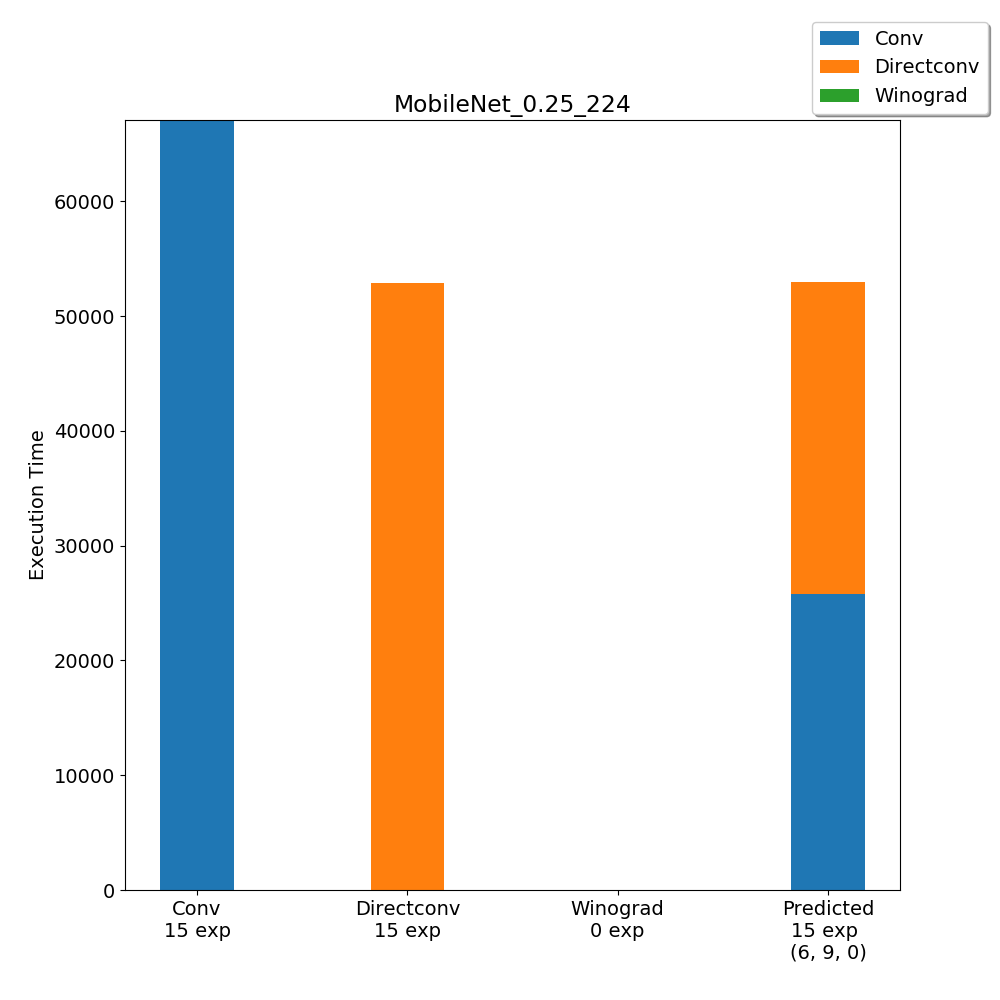 Conv
Directconv
Winograd
MobileNet_0.25_224
60000
50000
40000
30000
20000
10000
0
Execution Time
Conv
15 exp
Directconv
15 exp
Winograd
0 exp
Predicted
15 exp
(6, 9, 0)